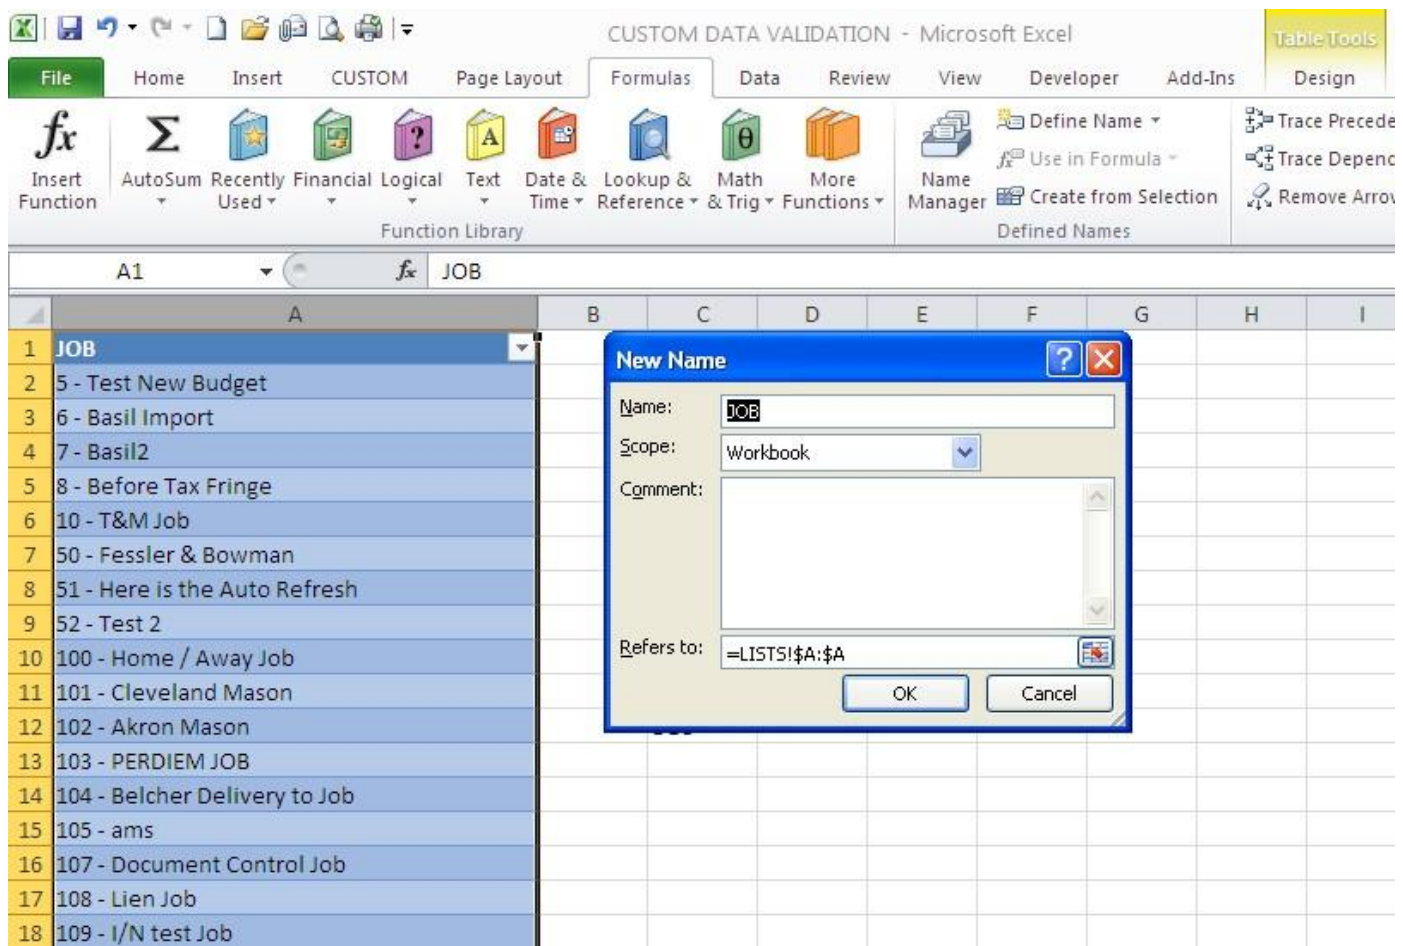 CUSTOM DATA VALIDATION - Microsoft Excel
Table Tools
File Home Insert CUSTOM Page Layout Formulas Data Review View Developer Add-Ins Design
fx Insert Function
Σ AutoSum
Recently Used
Financial
? Logical
A Text
Date & Time
Lookup & Reference
θ Math & Trig
More Functions
Function Library
Name Manager
Define Name
fx Use in Formula
Create from Selection
Defined Names
Trace Precede
Trace Depend
Remove Arrov
A1 fx JOB
A B C D E F G H I
1 JOB
2 5 - Test New Budget
3 6 - Basil Import
4 7 - Basil2
5 8 - Before Tax Fringe
6 10 - T&M Job
7 50 - Fessler & Bowman
8 51 - Here is the Auto Refresh
9 52 - Test 2
10 100 - Home / Away Job
11 101 - Cleveland Mason
12 102 - Akron Mason
13 103 - PERDIEM JOB
14 104 - Belcher Delivery to Job
15 105 - ams
16 107 - Document Control Job
17 108 - Lien Job
18 109 - I/N test Job
New Name ?
Name: JOB
Scope: Workbook
Comment:
Refers to: =LISTS!$A:$A
OK Cancel